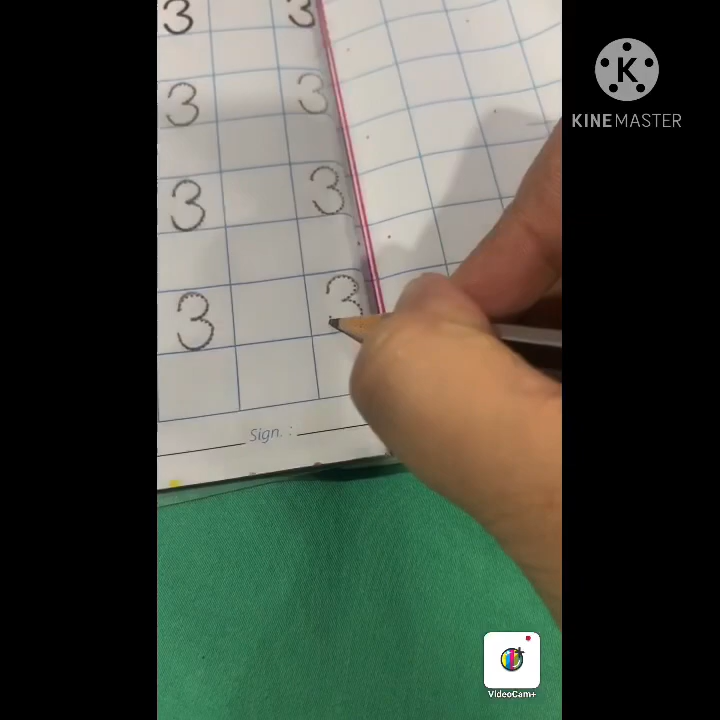 3 3
3 3
3 3
3 3
Sign. :
K
KINEMASTER
VideoCam+